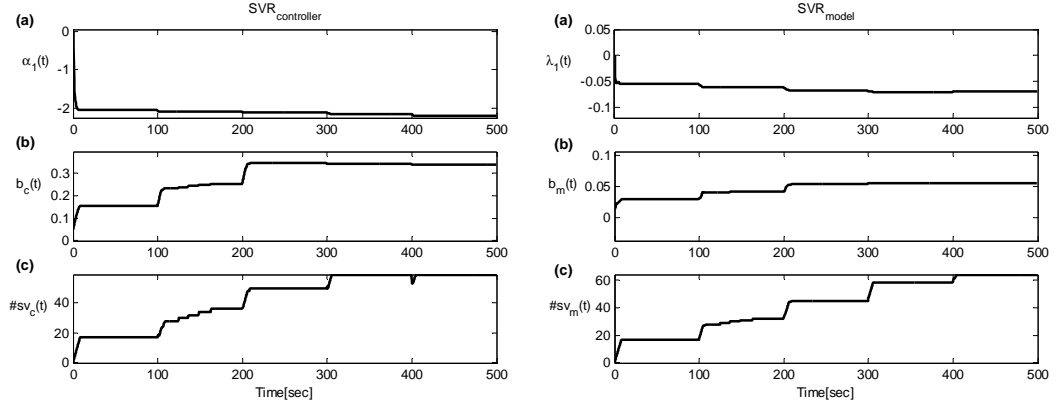 SVR_controller
(a)
0
-1
-2
α_1(t)
0 100 200 300 400 500
(b)
0.3
0.2
0.1
0
b_c(t)
0 100 200 300 400 500
(c)
40
20
0
#sv_c(t)
0 100 200 300 400 500
Time[sec]
SVR_model
(a)
0.05
0
-0.05
-0.1
λ_1(t)
0 100 200 300 400 500
(b)
0.1
0.05
0
b_m(t)
0 100 200 300 400 500
(c)
60
40
20
0
#sv_m(t)
0 100 200 300 400 500
Time[sec]